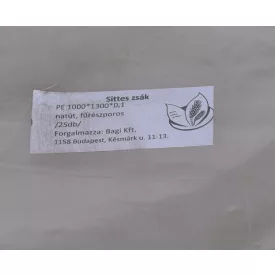 Sittes zsák
PE 1000*1300*0,1
natúr, fűrészporos
/25db/
Forgalmazza: Bagi Kft.
1158 Budapest, Késmárk u. 11-13.